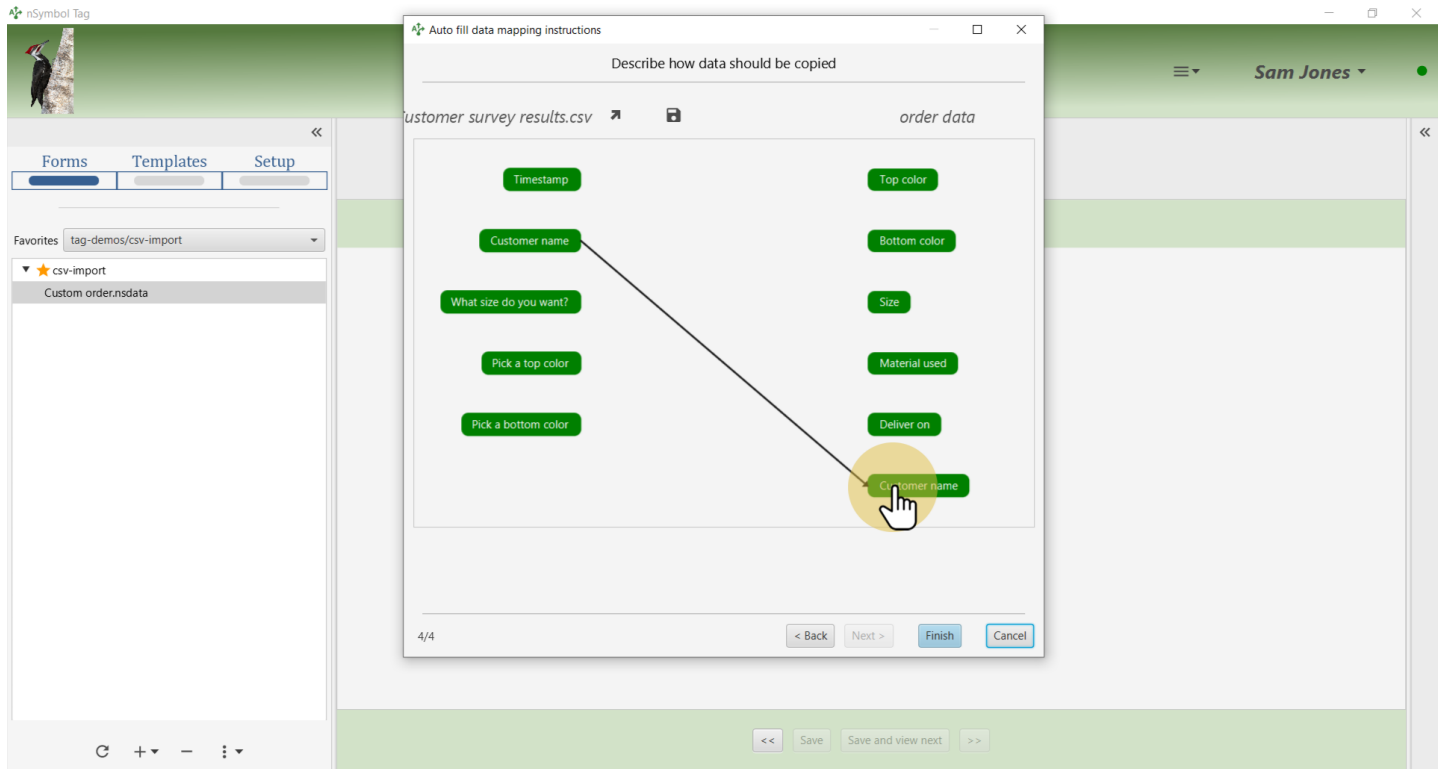 nSymbol Tag
Auto fill data mapping instructions
Describe how data should be copied
Sam Jones
ustomer survey results.csv
order data
Forms Templates Setup
Timestamp
Top color
Favorites tag-demos/csv-import
Customer name
Bottom color
csv-import
Custom order.nsdata
What size do you want?
Size
Pick a top color
Material used
Pick a bottom color
Deliver on
Customer name
4/4
< Back Next > Finish Cancel
<< Save Save and view next >>